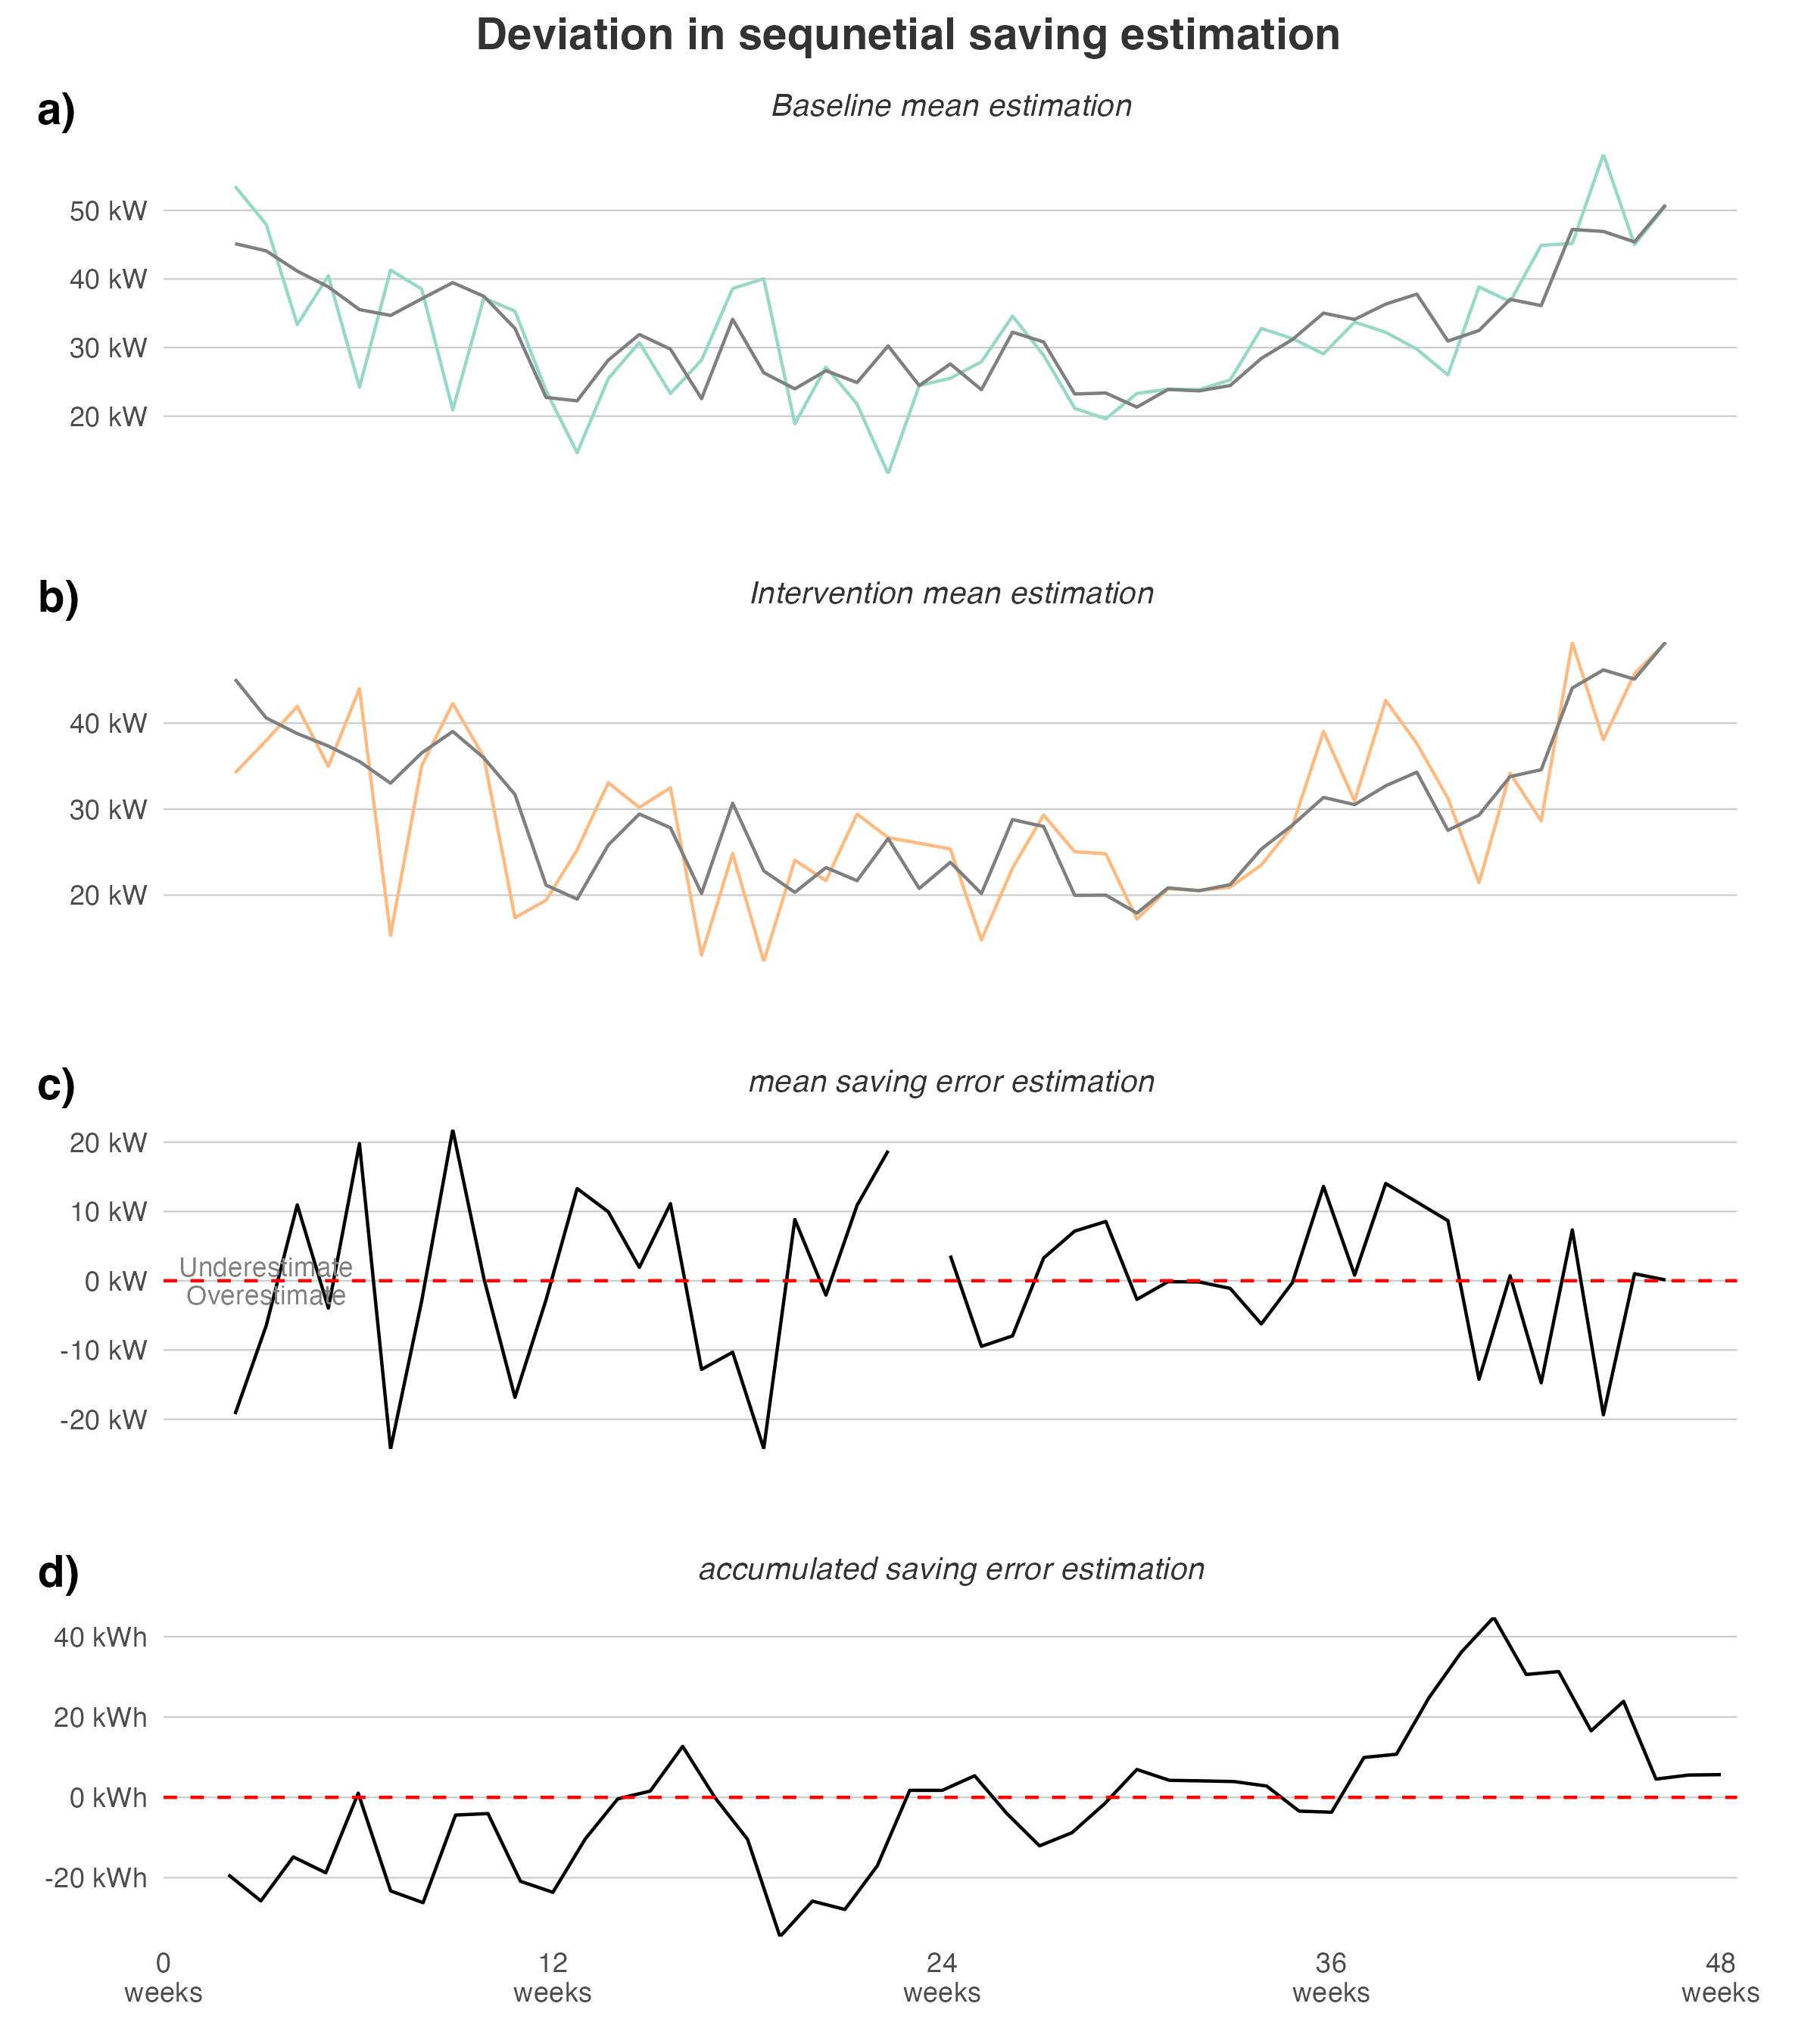 Deviation in sequnetial saving estimation
a)
Baseline mean estimation
50 kW
40 kW
30 kW
20 kW
b)
Intervention mean estimation
40 kW
30 kW
20 kW
c)
mean saving error estimation
20 kW
10 kW
Underestimate
0 kW
Overestimate
-10 kW
-20 kW
d)
accumulated saving error estimation
40 kWh
20 kWh
0 kWh
-20 kWh
0 12 24 36 48
weeks weeks weeks weeks weeks